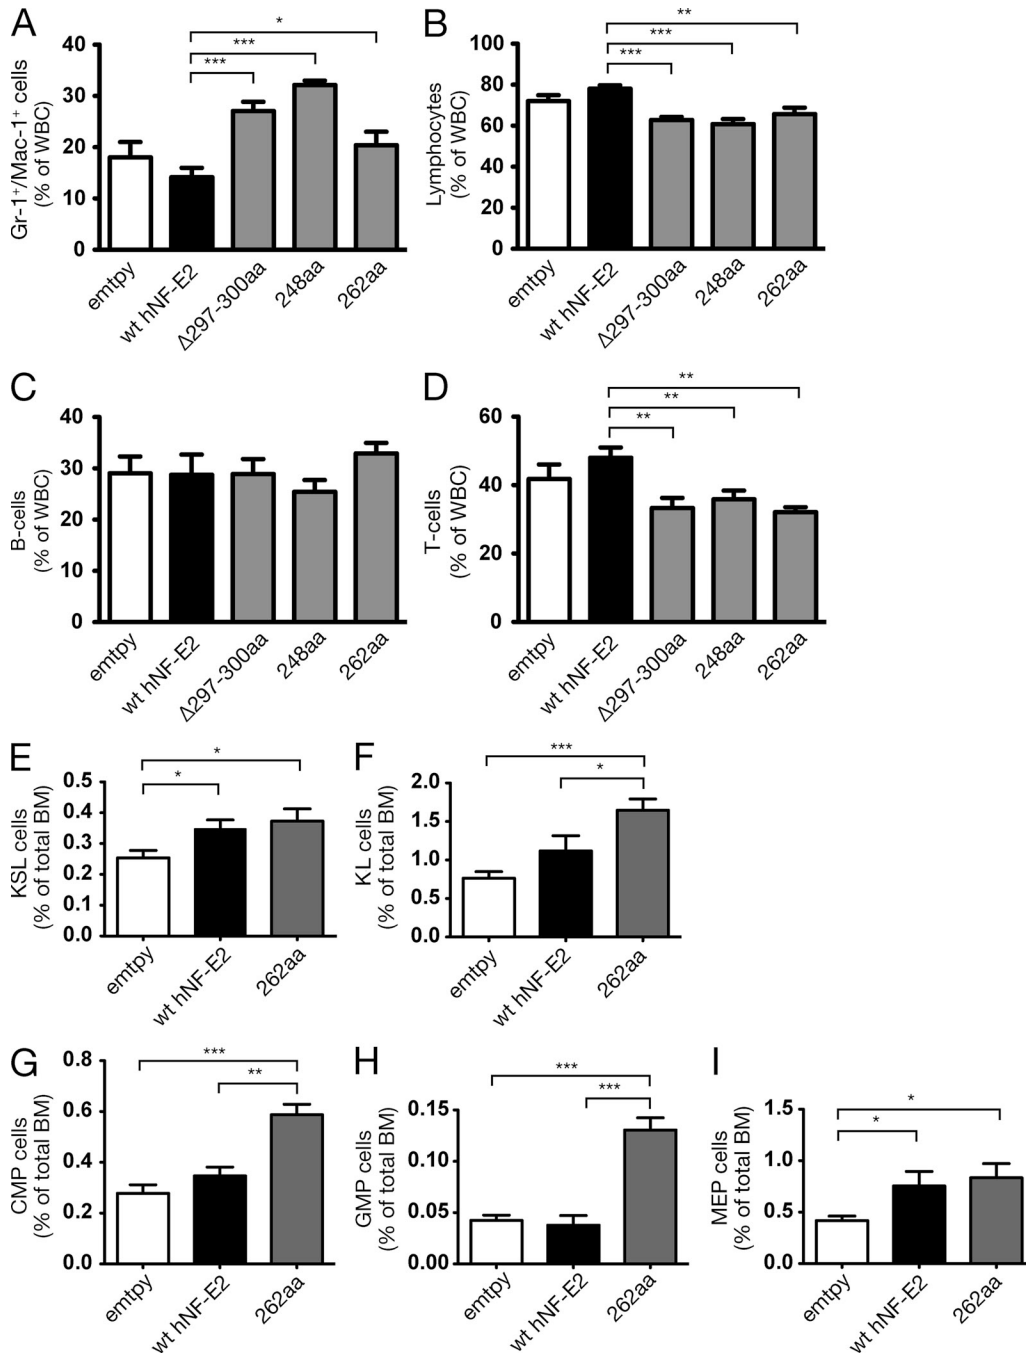 A
Gr-1⁺/Mac-1⁺ cells
(% of WBC)
40
30
20
10
0
*
***
***
emtpy
wt hNF-E2
Δ297-300aa
248aa
262aa
B
Lymphocytes
(% of WBC)
100
80
60
40
20
0
**
***
***
emtpy
wt hNF-E2
Δ297-300aa
248aa
262aa
C
B-cells
(% of WBC)
40
30
20
10
0
emtpy
wt hNF-E2
Δ297-300aa
248aa
262aa
D
T-cells
(% of WBC)
60
40
20
0
**
**
**
emtpy
wt hNF-E2
Δ297-300aa
248aa
262aa
E
KSL cells
(% of total BM)
0.5
0.4
0.3
0.2
0.1
0.0
*
*
emtpy
wt hNF-E2
262aa
F
KL cells
(% of total BM)
2.0
1.5
1.0
0.5
0.0
***
*
emtpy
wt hNF-E2
262aa
G
CMP cells
(% of total BM)
0.8
0.6
0.4
0.2
0.0
***
**
emtpy
wt hNF-E2
262aa
H
GMP cells
(% of total BM)
0.15
0.10
0.05
0.00
***
***
emtpy
wt hNF-E2
262aa
I
MEP cells
(% of total BM)
1.5
1.0
0.5
0.0
*
*
emtpy
wt hNF-E2
262aa